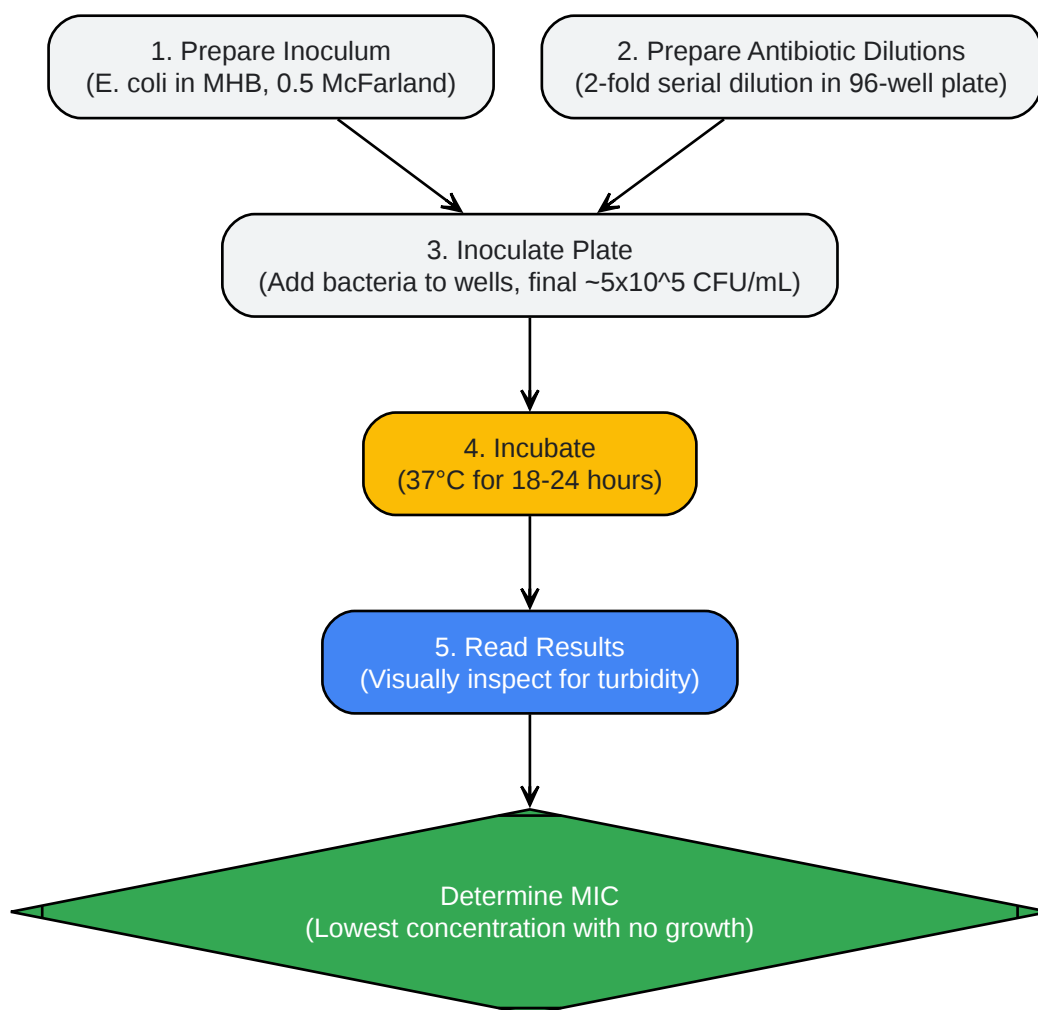 1. Prepare Inoculum
(E. coli in MHB, 0.5 McFarland)
2. Prepare Antibiotic Dilutions
(2-fold serial dilution in 96-well plate)
3. Inoculate Plate
(Add bacteria to wells, final ~5x10^5 CFU/mL)
4. Incubate
(37°C for 18-24 hours)
5. Read Results
(Visually inspect for turbidity)
Determine MIC
(Lowest concentration with no growth)